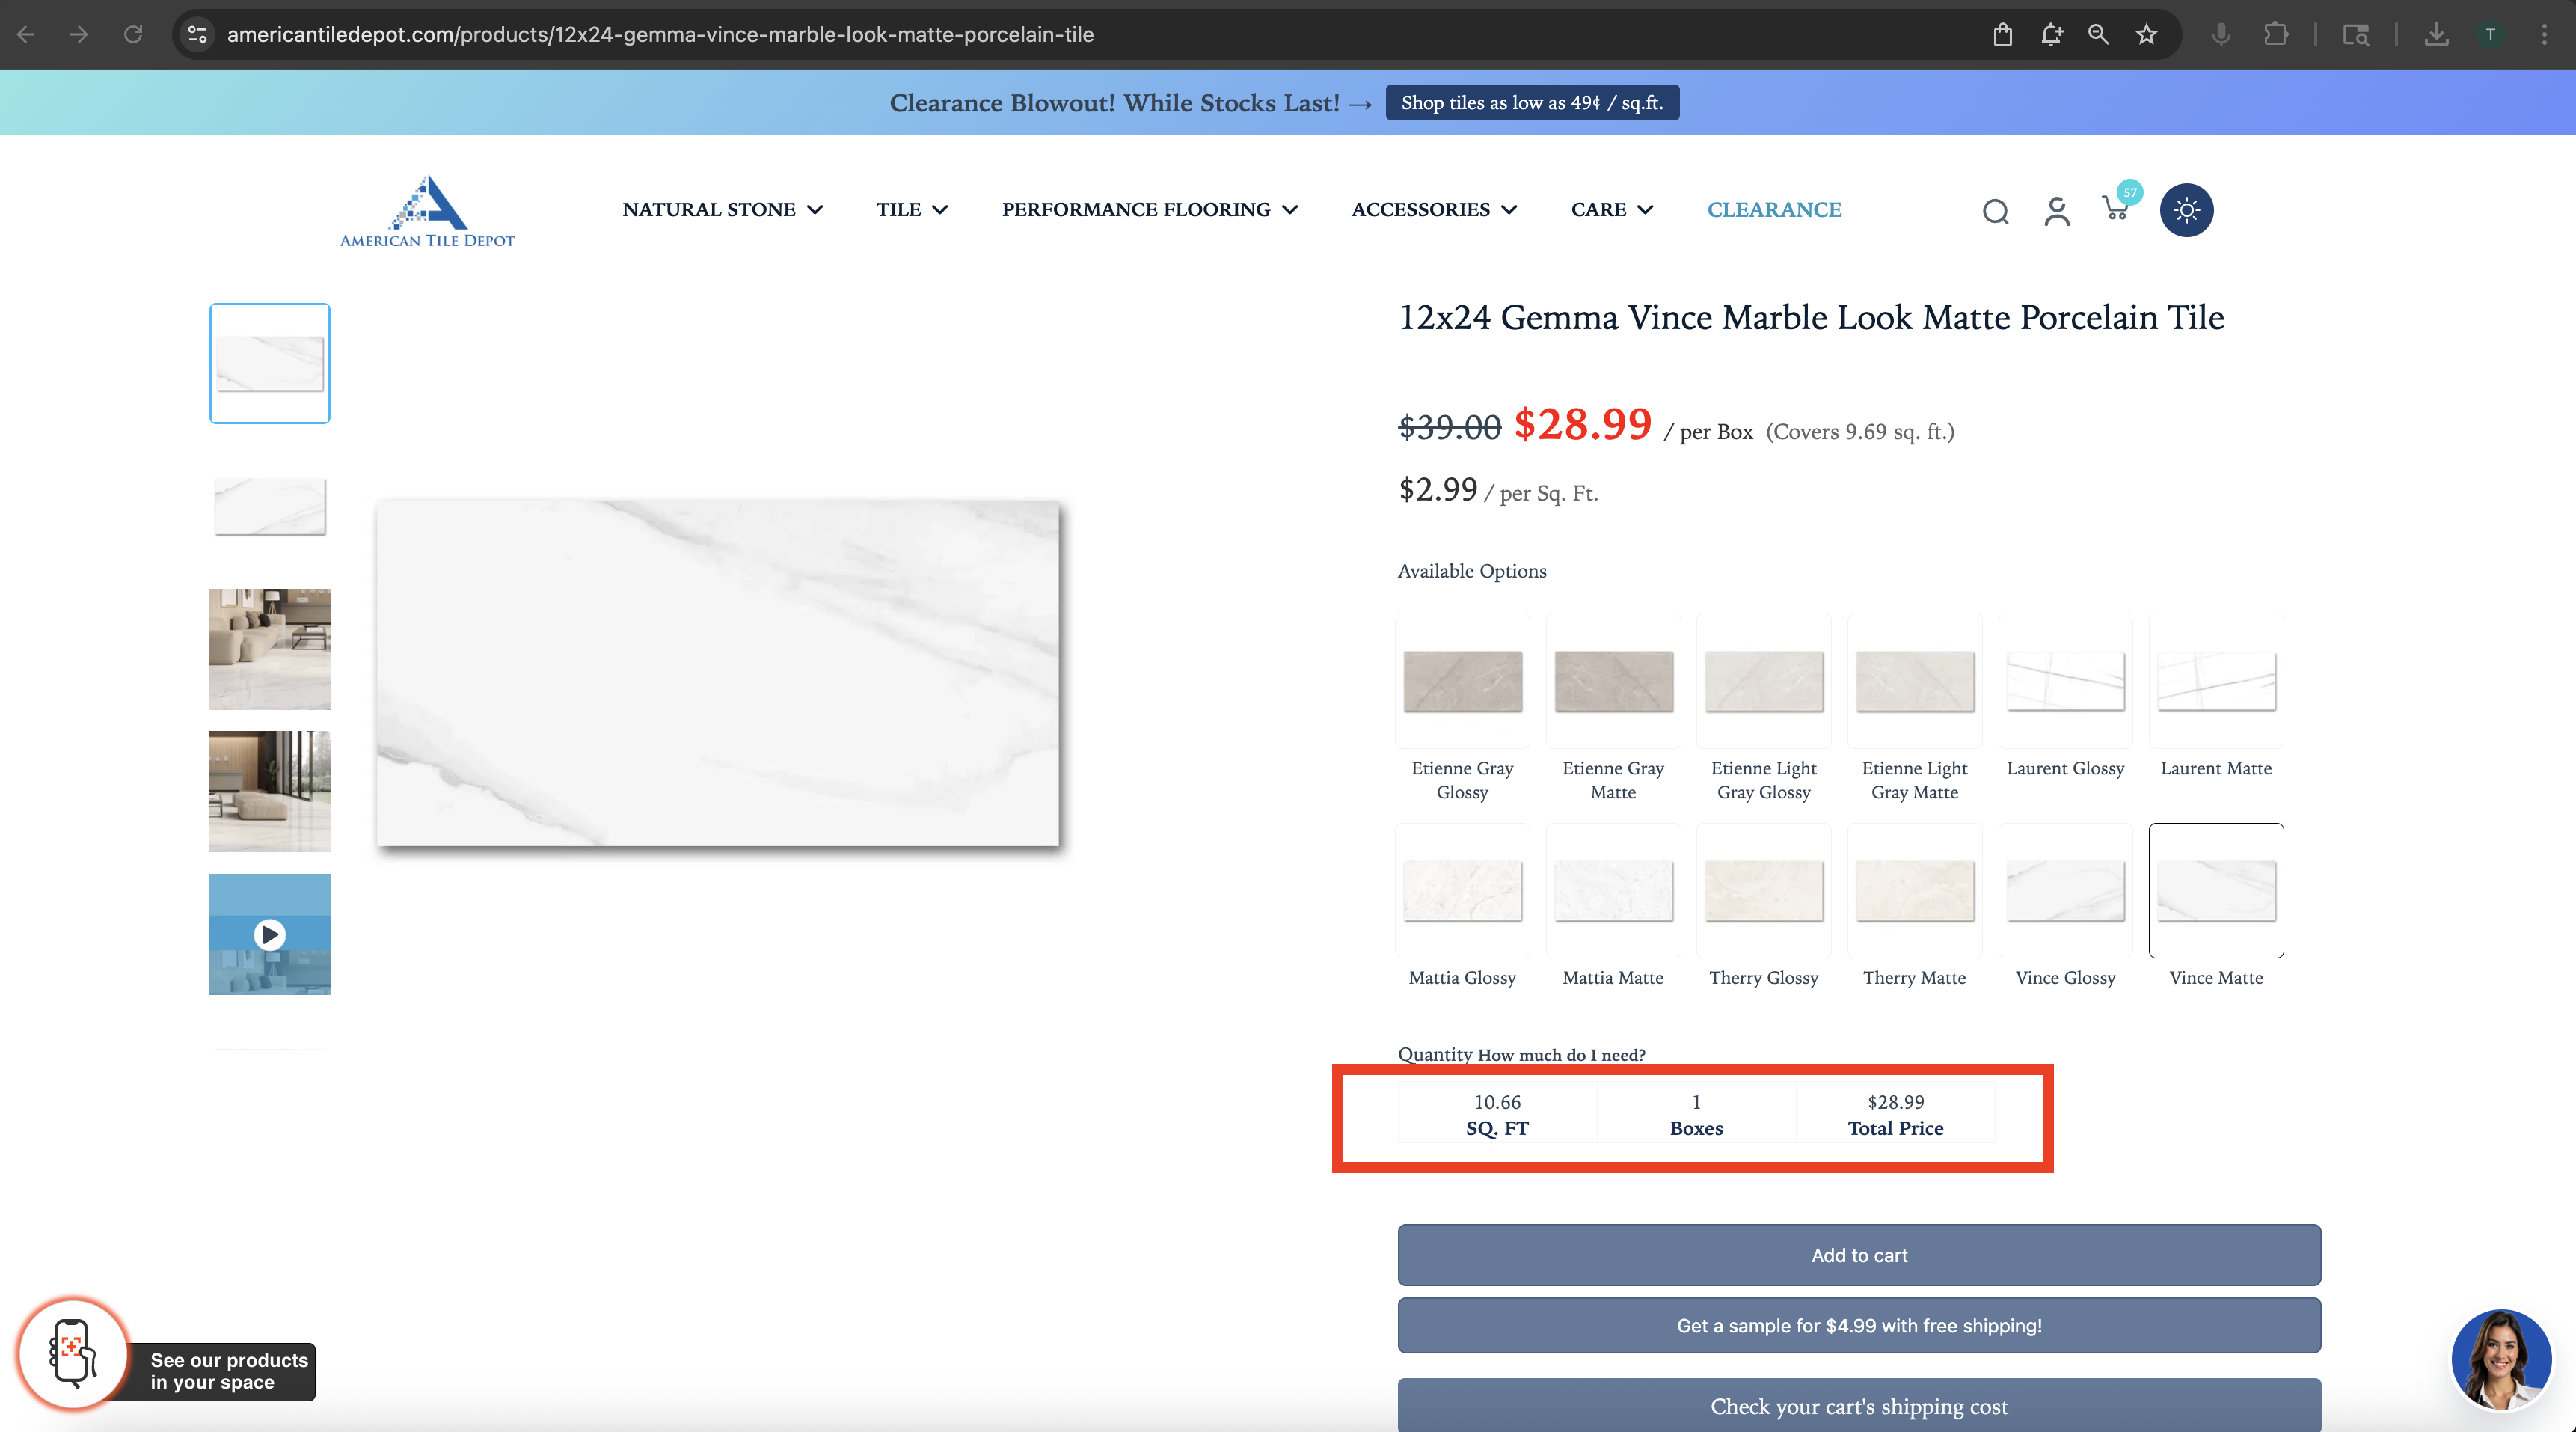 americantiledepot.com/products/12x24-gemma-vince-marble-look-matte-porcelain-tile
T
Clearance Blowout! While Stocks Last! → Shop tiles as low as 49¢ / sq.ft.
AMERICAN TILE DEPOT
NATURAL STONE TILE PERFORMANCE FLOORING ACCESSORIES CARE CLEARANCE
57
12x24 Gemma Vince Marble Look Matte Porcelain Tile
$39.00 $28.99 / per Box (Covers 9.69 sq. ft.)
$2.99 / per Sq. Ft.
Available Options
Etienne Gray Glossy
Etienne Gray Matte
Etienne Light Gray Glossy
Etienne Light Gray Matte
Laurent Glossy
Laurent Matte
Mattia Glossy
Mattia Matte
Therry Glossy
Therry Matte
Vince Glossy
Vince Matte
Quantity How much do I need?
10.66 1 $28.99
SQ. FT Boxes Total Price
Add to cart
Get a sample for $4.99 with free shipping!
Check your cart's shipping cost
See our products
in your space